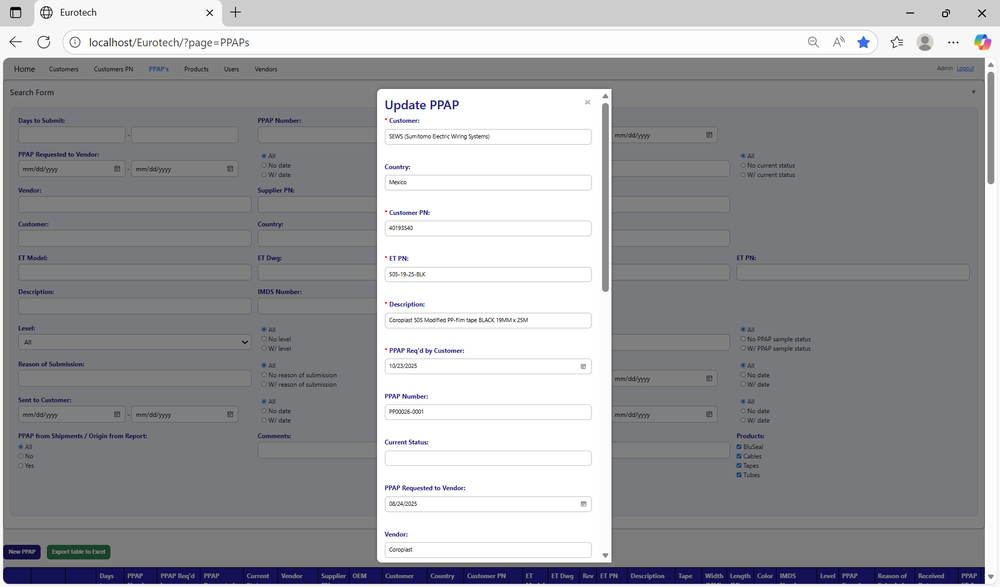 Eurotech
localhost/Eurotech/?page=PPAPs
Home Customers Customers PN PPAP's Products Users Vendors Admin Logout
Search Form
Update PPAP
* Customer:
SEWS (Sumitomo Electric Wiring Systems)
Country:
Mexico
* Customer PN:
40193540
* ET PN:
505-19-25-BLK
* Description:
Coroplast 505 Modified PP-film tape BLACK 19MM x 25M
* PPAP Req'd by Customer:
10/23/2025
PPAP Number:
PP00026-0001
Current Status:
PPAP Requested to Vendor:
08/24/2025
Vendor:
Coroplast
Days to Submit: PPAP Number:
- mm/dd/yyyy
PPAP Requested to Vendor:
mm/dd/yyyy - mm/dd/yyyy
All
No date
W/ date
All
No current status
W/ current status
Vendor: Supplier PN:
Customer: Country:
ET Model: ET Dwg: ET PN:
Description: IMDS Number:
Level:
All
All
No level
W/ level
All
No PPAP sample status
W/ PPAP sample status
Reason of Submission:
All
No reason of submission
W/ reason of submission
mm/dd/yyyy
All
No date
W/ date
Sent to Customer:
mm/dd/yyyy - mm/dd/yyyy
All
No date
W/ date
mm/dd/yyyy
All
No date
W/ date
PPAP from Shipments / Origin from Report:
All
No
Yes
Comments:
Products:
BluSeal
Cables
Tapes
Tubes
New PPAP Export table to Excel
Days PPAP PPAP Req'd PPAP Current Vendor Supplier OEM Customer Country Customer PN ET ET Dwg Rev ET PN Description Tape Width Length Color IMDS Level PPAP Reason of Received PPAP